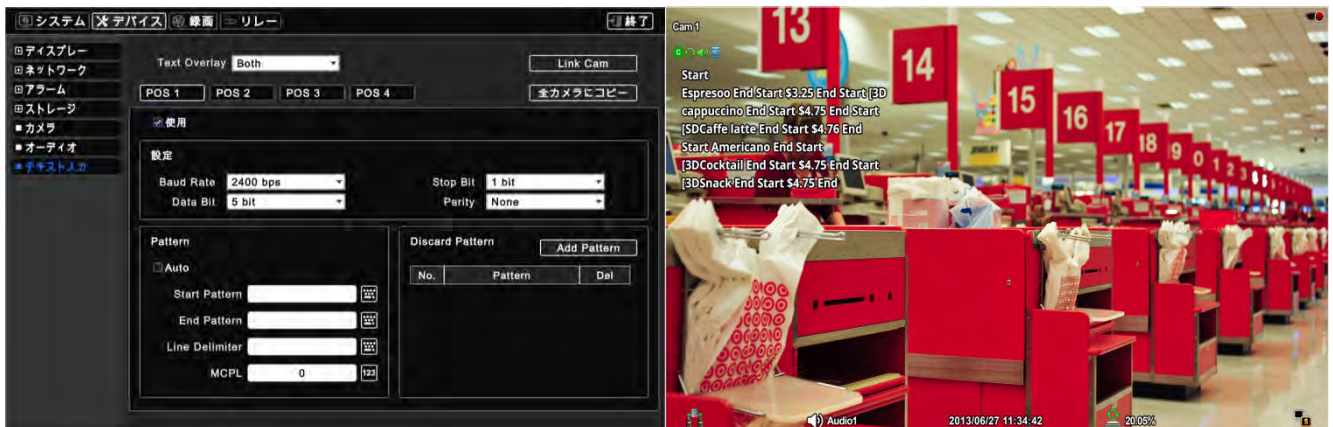 システム デバイス 録画 リレー 終了
ディスプレー
ネットワーク
アラーム
ストレージ
カメラ
オーディオ
テキスト入力
Text Overlay Both
Link Cam
POS 1 POS 2 POS 3 POS 4
全カメラにコピー
使用
設定
Baud Rate 2400 bps
Stop Bit 1 bit
Data Bit 5 bit
Parity None
Pattern
Auto
Start Pattern
End Pattern
Line Delimiter
MCPL 0 123
Discard Pattern
Add Pattern
No. Pattern Del
Cam 1
Start
Espresoo End Start $3.25 End Start [3D
cappuccino End Start $4.75 End Start
[SDCaffe latte End Start $4.76 End
Start Americano End Start
[3DCocktail End Start $4.75 End Start
[3DSnack End Start $4.75 End
13
14
15
16
17
18
9
0
1
2
3
JEWELRY
Audio1
2013/06/27 11:34:42
20.05%